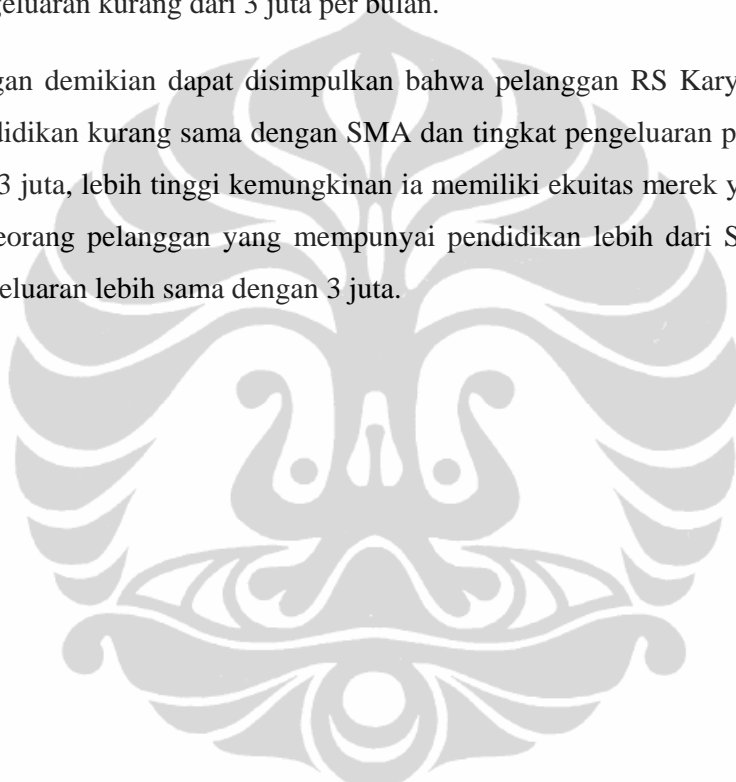 geluaran kurang dari 3 juta per bulan.
gan demikian dapat disimpulkan bahwa pelanggan RS Kary
didikan kurang sama dengan SMA dan tingkat pengeluaran p
3 juta, lebih tinggi kemungkinan ia memiliki ekuitas merek y
eorang pelanggan yang mempunyai pendidikan lebih dari S
eluaran lebih sama dengan 3 juta.